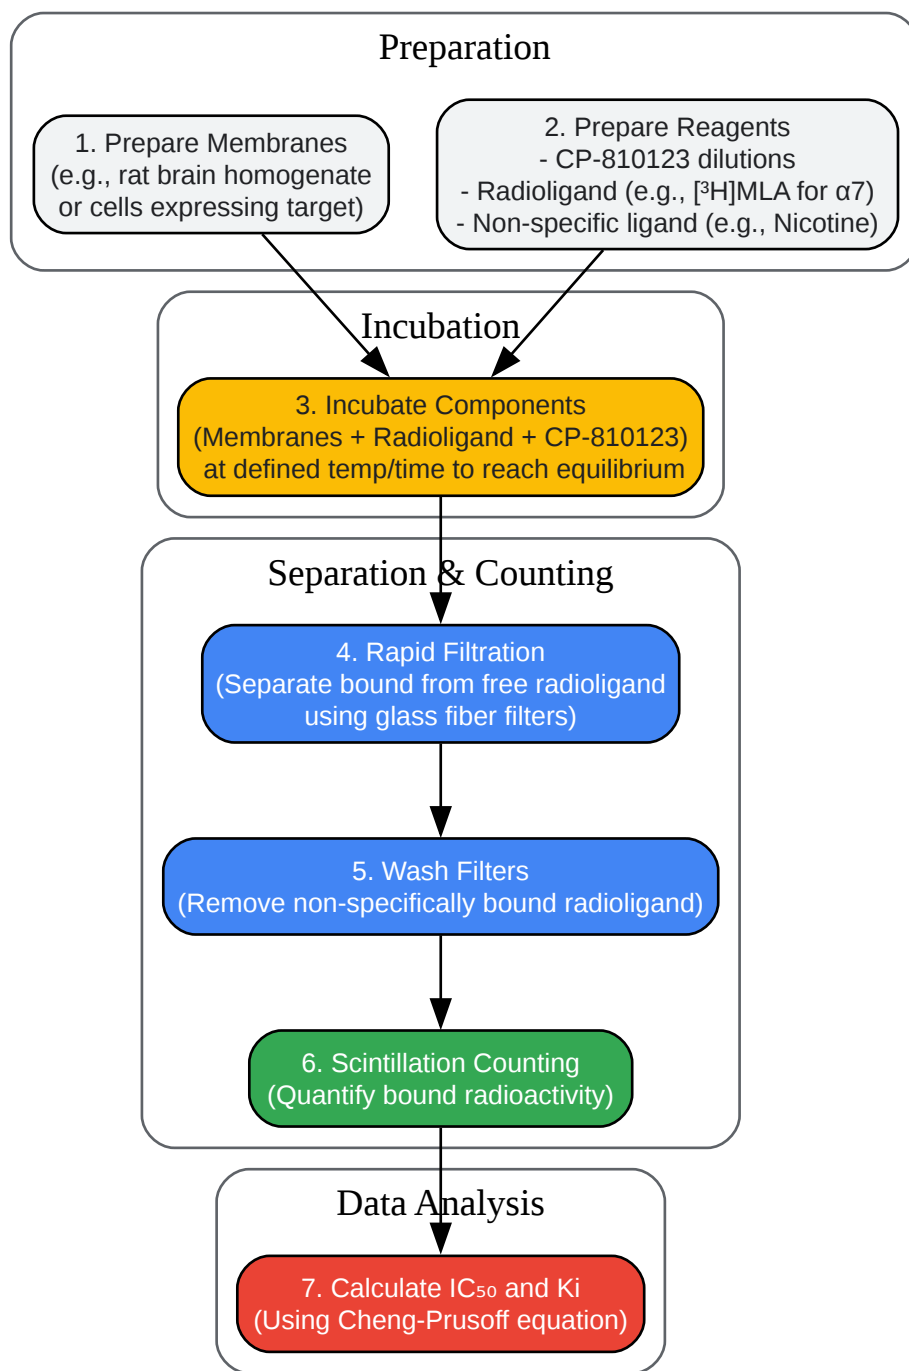 Preparation
1. Prepare Membranes
(e.g., rat brain homogenate
or cells expressing target)
2. Prepare Reagents
- CP-810123 dilutions
- Radioligand (e.g., [³H]MLA for α7)
- Non-specific ligand (e.g., Nicotine)
Incubation
3. Incubate Components
(Membranes + Radioligand + CP-810123)
at defined temp/time to reach equilibrium
Separation & Counting
4. Rapid Filtration
(Separate bound from free radioligand
using glass fiber filters)
5. Wash Filters
(Remove non-specifically bound radioligand)
6. Scintillation Counting
(Quantify bound radioactivity)
Data Analysis
7. Calculate IC₅₀ and Ki
(Using Cheng-Prusoff equation)